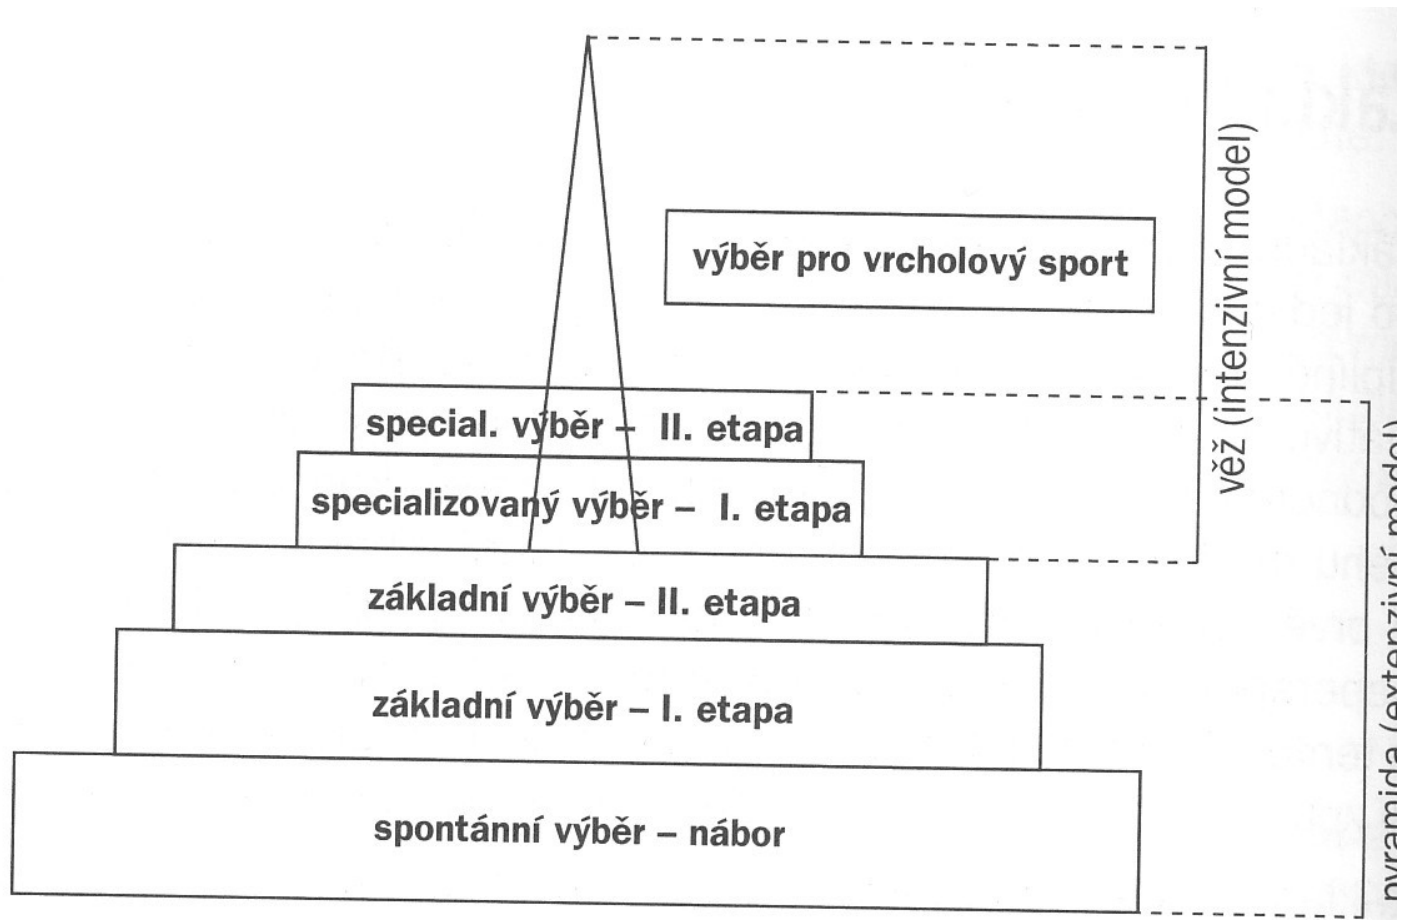 výběr pro vrcholový sport
věž (intenzivní model)
special. výběr – II. etapa
specializovaný výběr – I. etapa
základní výběr – II. etapa
základní výběr – I. etapa
spontánní výběr – nábor
pyramida (extenzivní model)